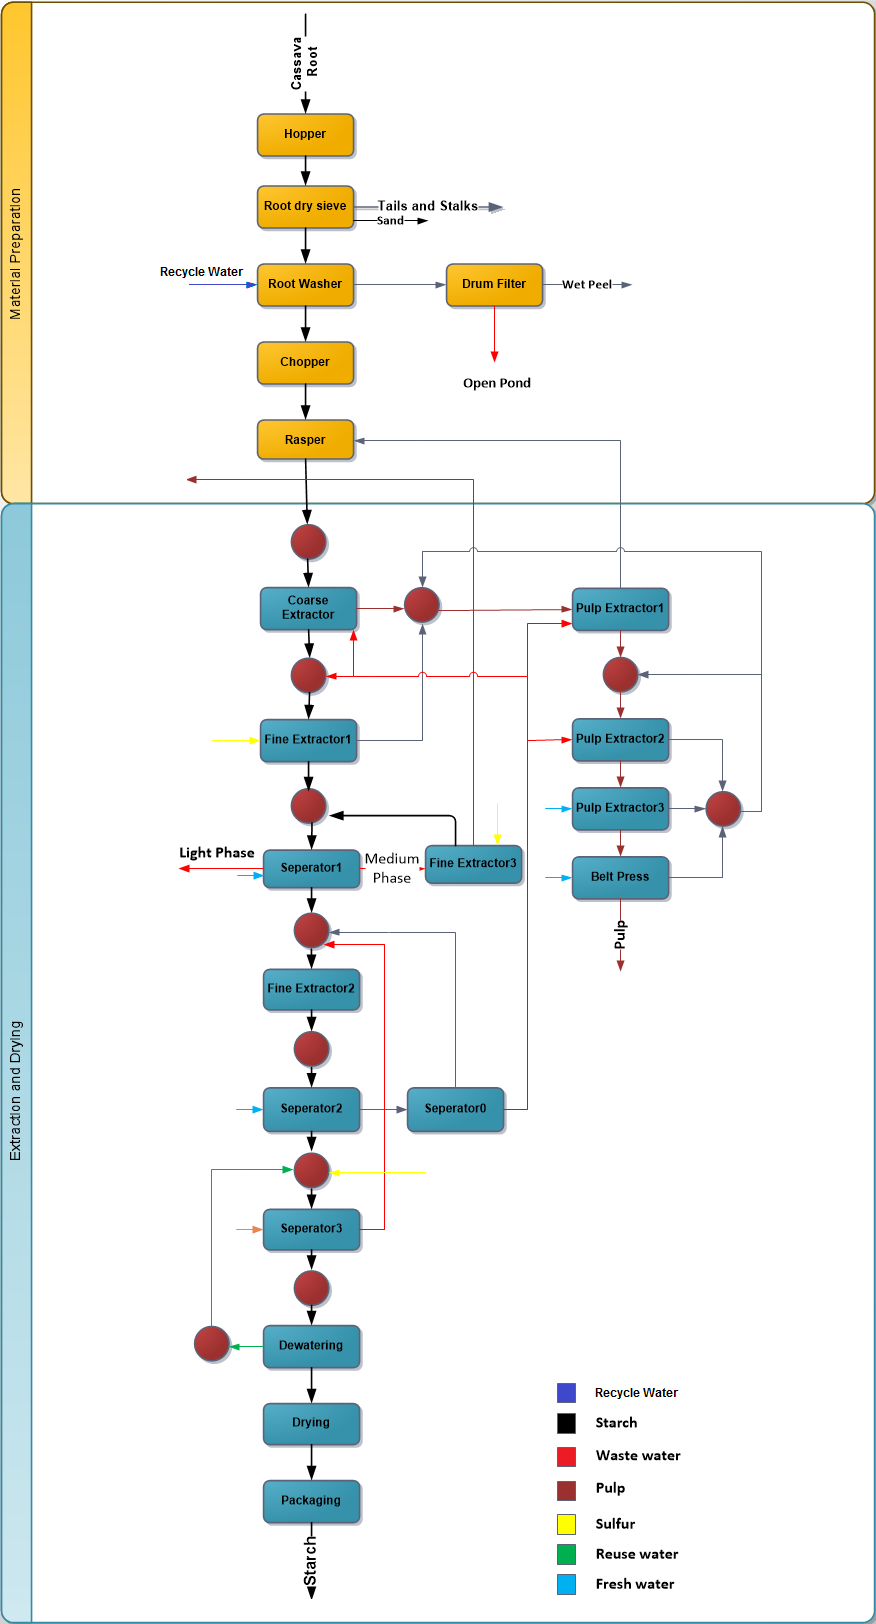 Material Preparation
Cassava
Root
Hopper
Root dry sieve
Tails and Stalks
Sand
Recycle Water
Root Washer
Drum Filter
Wet Peel
Chopper
Open Pond
Rasper
Extraction and Drying
Coarse
Extractor
Pulp Extractor1
Fine Extractor1
Pulp Extractor2
Pulp Extractor3
Light Phase
Seperator1
Medium
Phase
Fine Extractor3
Belt Press
Pulp
Fine Extractor2
Seperator2
Seperator0
Seperator3
Dewatering
Drying
Packaging
Starch
Recycle Water
Starch
Waste water
Pulp
Sulfur
Reuse water
Fresh water